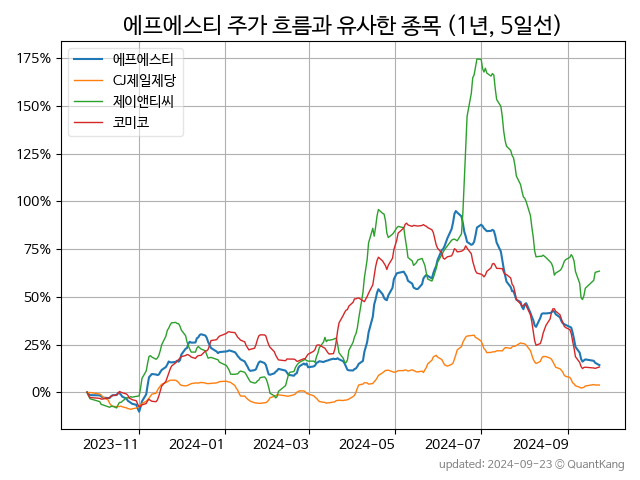 에프에스티 주가 흐름과 유사한 종목 (1년, 5일선)
175%
150%
125%
100%
75%
50%
25%
0%
에프에스티
CJ제일제당
제이앤티씨
코미코
2023-11
2024-01
2024-03
2024-05
2024-07
2024-09
updated: 2024-09-23 © QuantKang